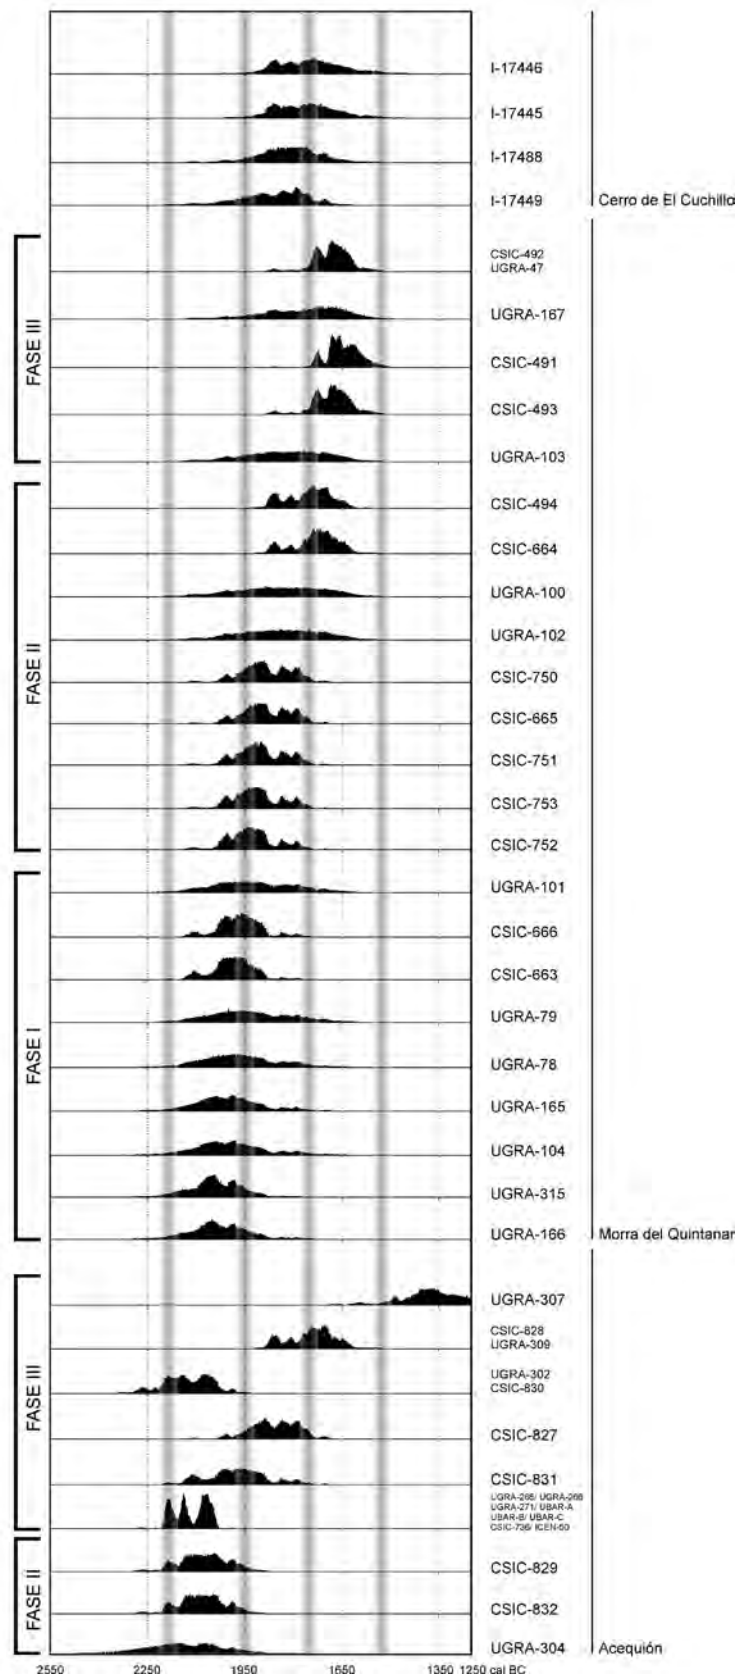 I-17446
I-17445
I-17488
I-17449
Cerro de El Cuchillo
FASE III
CSIC-492
UGRA-47
UGRA-167
CSIC-491
CSIC-493
UGRA-103
FASE II
CSIC-494
CSIC-664
UGRA-100
UGRA-102
CSIC-750
CSIC-665
CSIC-751
CSIC-753
CSIC-752
FASE I
UGRA-101
CSIC-666
CSIC-663
UGRA-79
UGRA-78
UGRA-165
UGRA-104
UGRA-315
UGRA-166
Morra del Quintanar
FASE III
UGRA-307
CSIC-828
UGRA-309
UGRA-302
CSIC-830
CSIC-827
CSIC-831
UGRA-271/ UBAR-A
UBAR-B/ UBAR-C
FASE II
CSIC-829
CSIC-832
UGRA-304
Acequión
2550 2250 1950 1650 1350 1250 cal BC